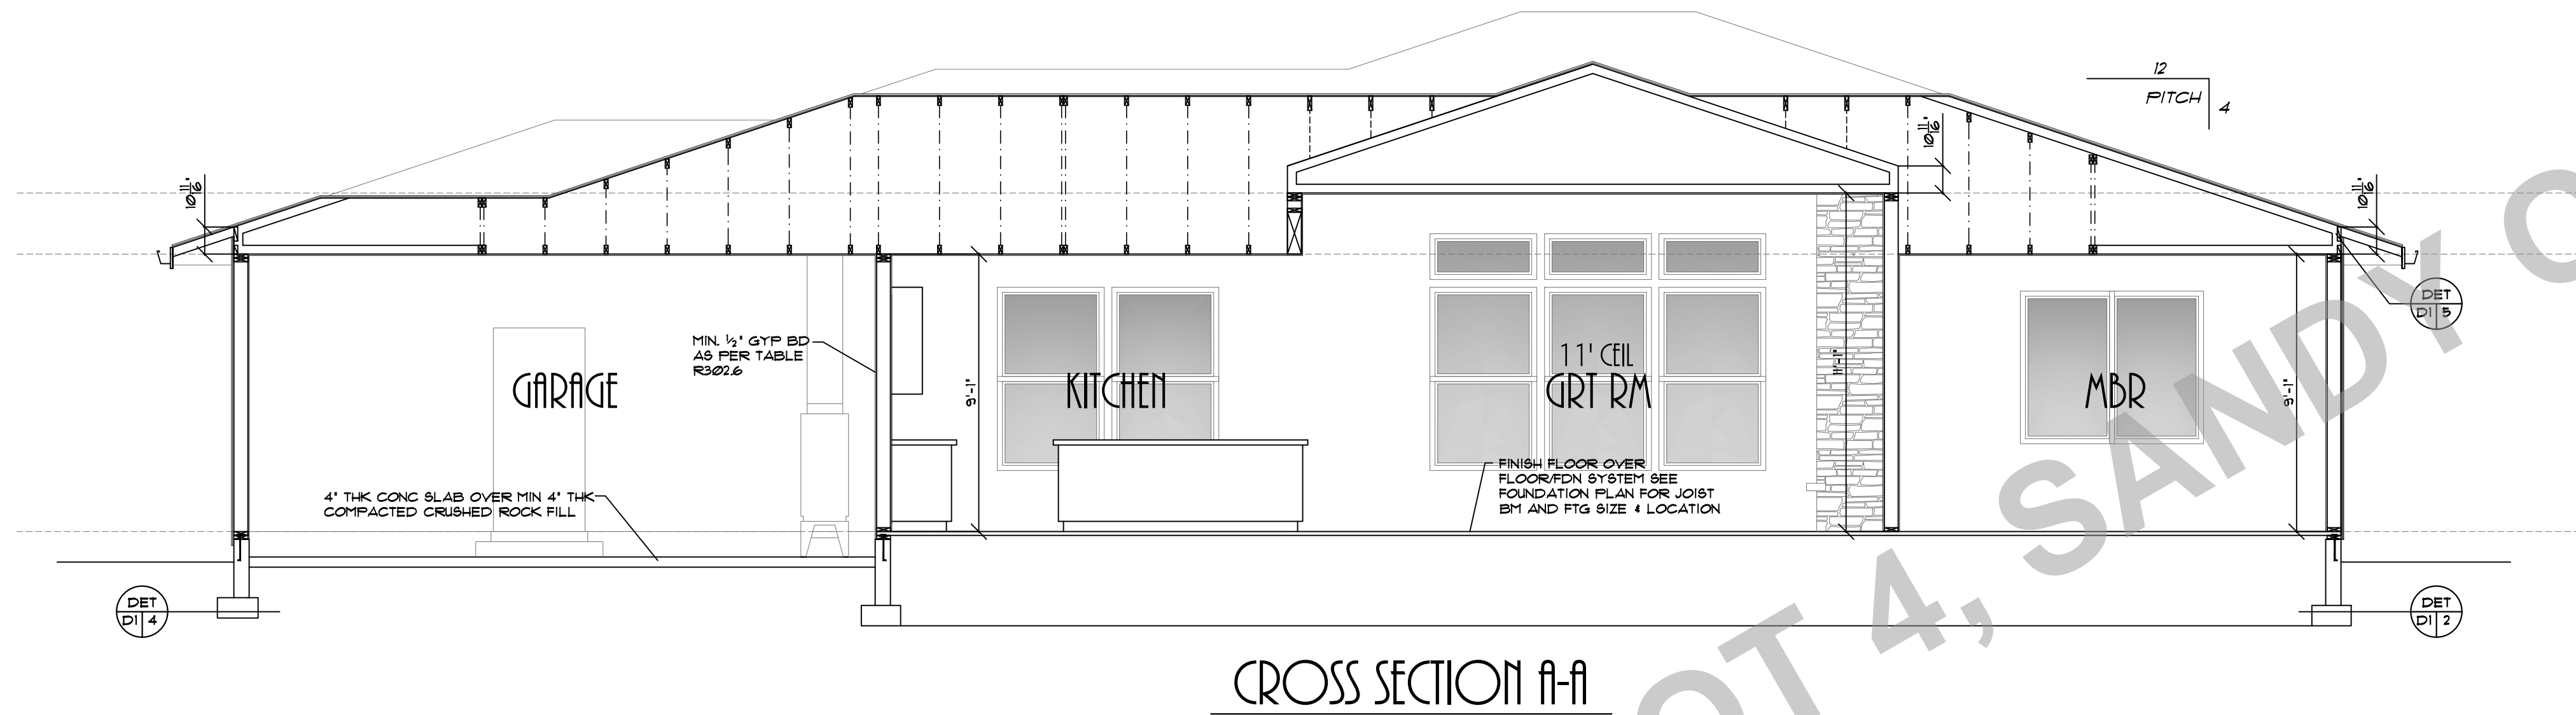 12
PITCH
4
10 11/16"
10 11/16"
10 11/16"
DET
D1 5
MIN. ½" GYP BD
AS PER TABLE
R302.6
11' CEIL
GARAGE
KITCHEN
GRT RM
MBR
9'-1"
11'-1"
9'-1"
4" THK CONC SLAB OVER MIN 4" THK
COMPACTED CRUSHED ROCK FILL
FINISH FLOOR OVER
FLOOR/FDN SYSTEM SEE
FOUNDATION PLAN FOR JOIST
BM AND FTG SIZE & LOCATION
DET
D1 4
DET
D1 2
CROSS SECTION A-A
OT 4, SANDY